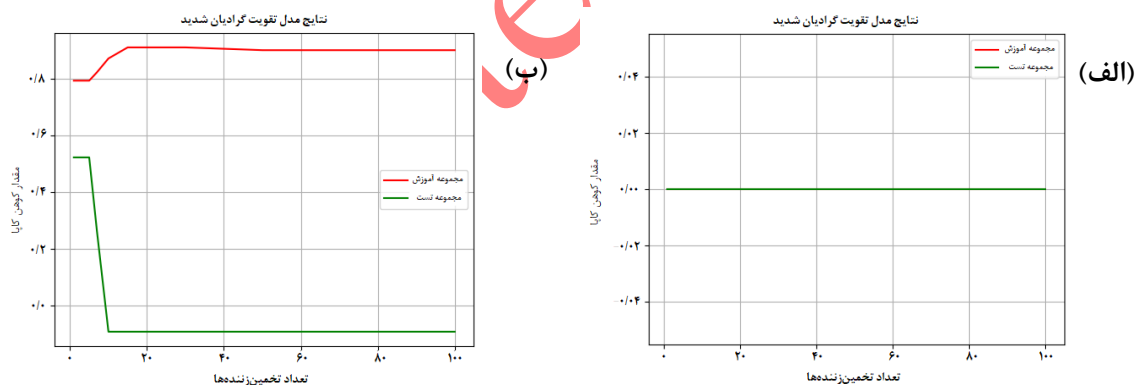 نتایج مدل تقویت گرادیان شدید
(الف)
مجموعه آموزش
مجموعه تست
مقدار کوهن کاپا
۰/۰۴
۰/۰۲
۰/۰۰
-۰/۰۲
-۰/۰۴
۰ ۲۰ ۴۰ ۶۰ ۸۰ ۱۰۰
تعداد تخمین‌زننده‌ها
نتایج مدل تقویت گرادیان شدید
(ب)
مجموعه آموزش
مجموعه تست
مقدار کوهن کاپا
۰/۸
۰/۶
۰/۴
۰/۲
۰/۰
۰ ۲۰ ۴۰ ۶۰ ۸۰ ۱۰۰
تعداد تخمین‌زننده‌ها